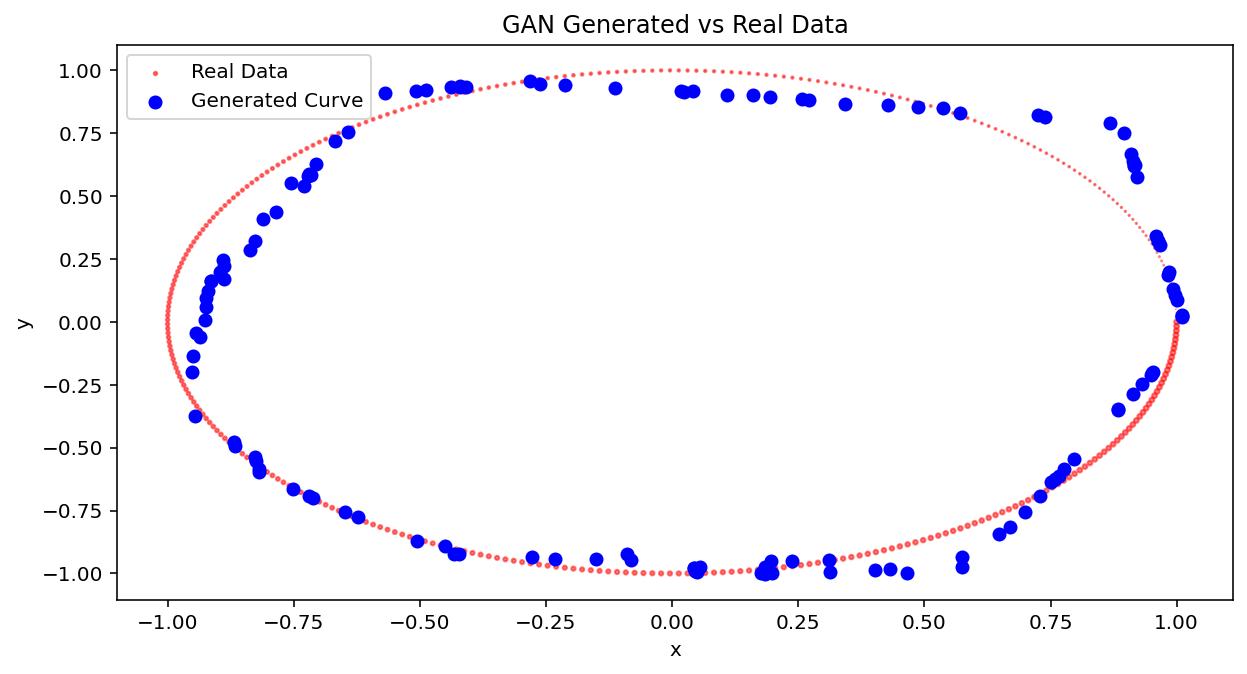 GAN Generated vs Real Data
Real Data
Generated Curve
1.00
0.75
0.50
0.25
0.00
−0.25
−0.50
−0.75
−1.00
y
−1.00 −0.75 −0.50 −0.25 0.00 0.25 0.50 0.75 1.00
x